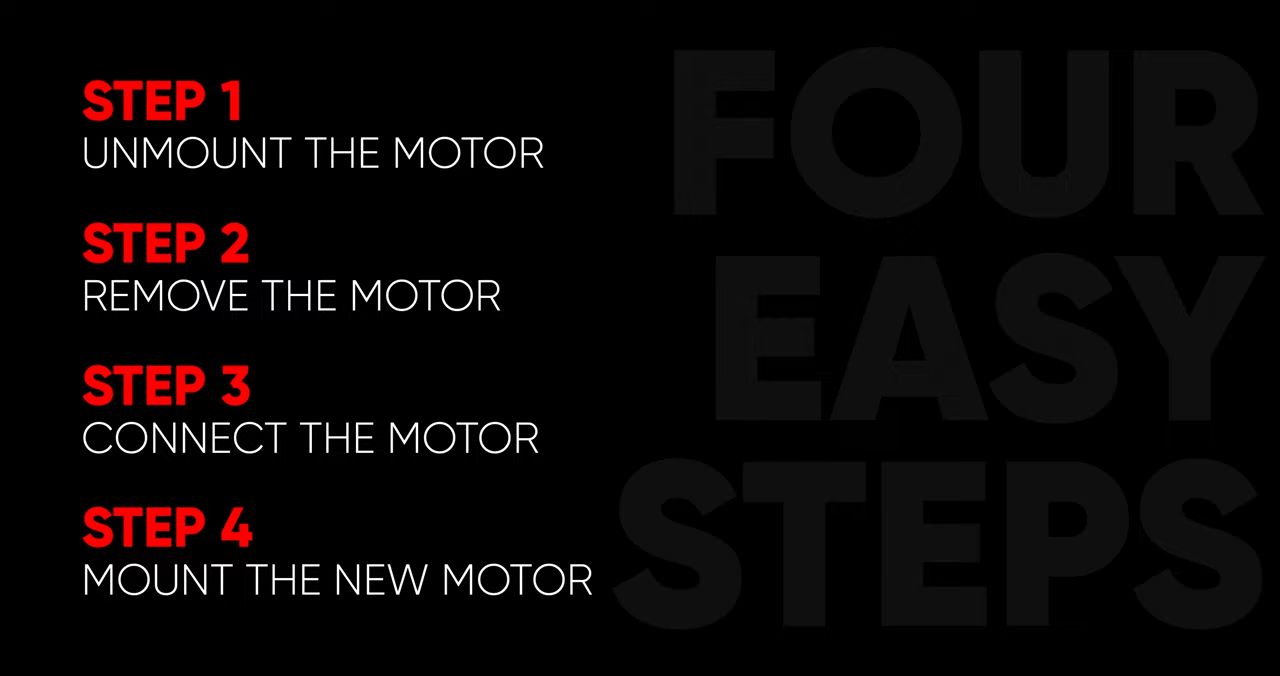 STEP 1
UNMOUNT THE MOTOR
STEP 2
REMOVE THE MOTOR
STEP 3
CONNECT THE MOTOR
STEP 4
MOUNT THE NEW MOTOR
FOUR
EASY
STEPS